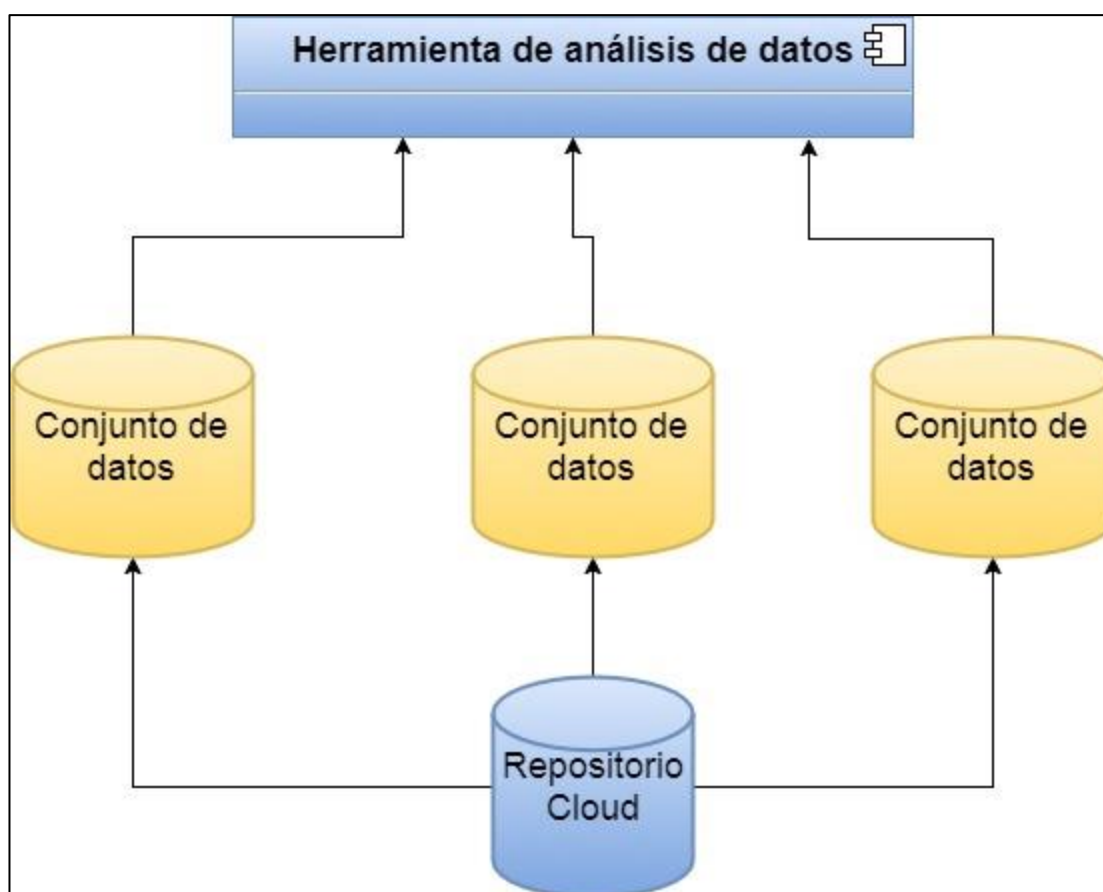 Herramienta de análisis de datos
Conjunto de
datos
Conjunto de
datos
Conjunto de
datos
Repositorio
Cloud